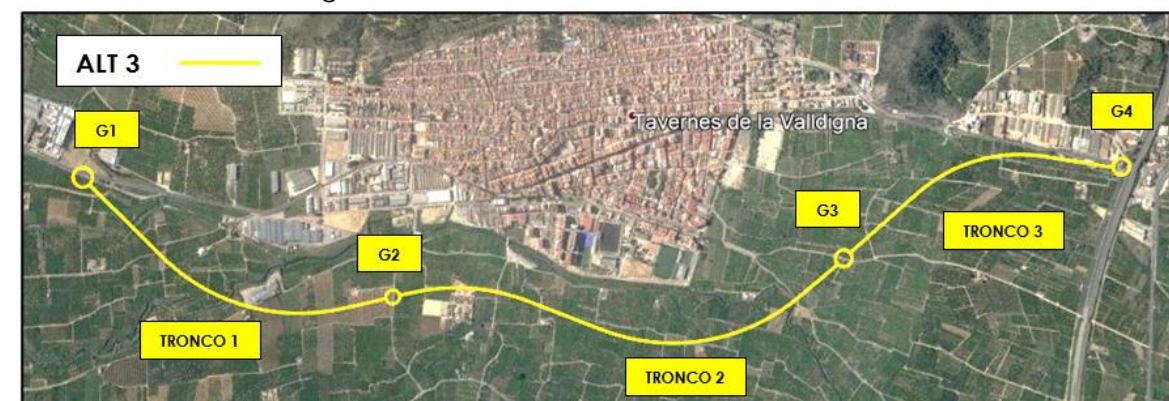 ALT 3
G1
G4
Tavernes de la Valldigna
G3
TRONCO 3
G2
TRONCO 1
TRONCO 2